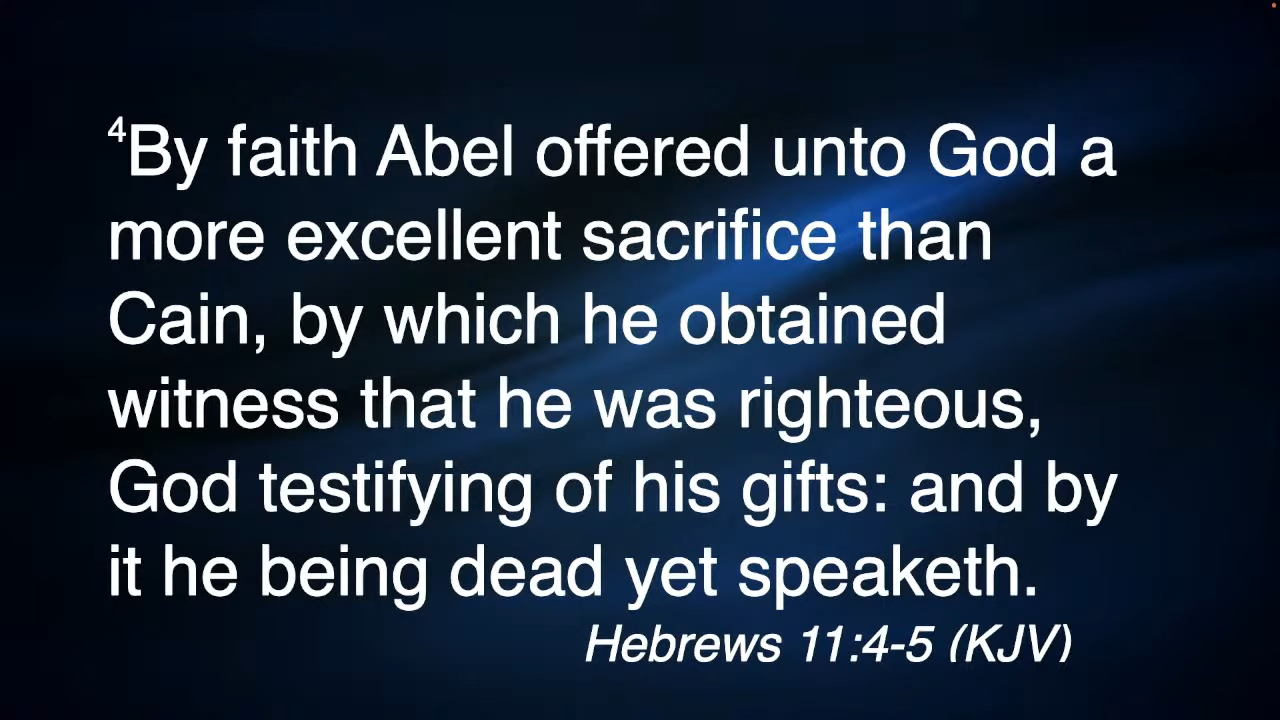 ⁴By faith Abel offered unto God a
more excellent sacrifice than
Cain, by which he obtained
witness that he was righteous,
God testifying of his gifts: and by
it he being dead yet speaketh.
Hebrews 11:4-5 (KJV)